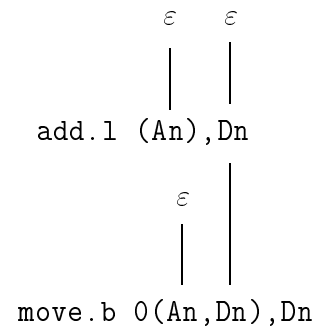 ε ε
add.l (An),Dn
ε
move.b 0(An,Dn),Dn